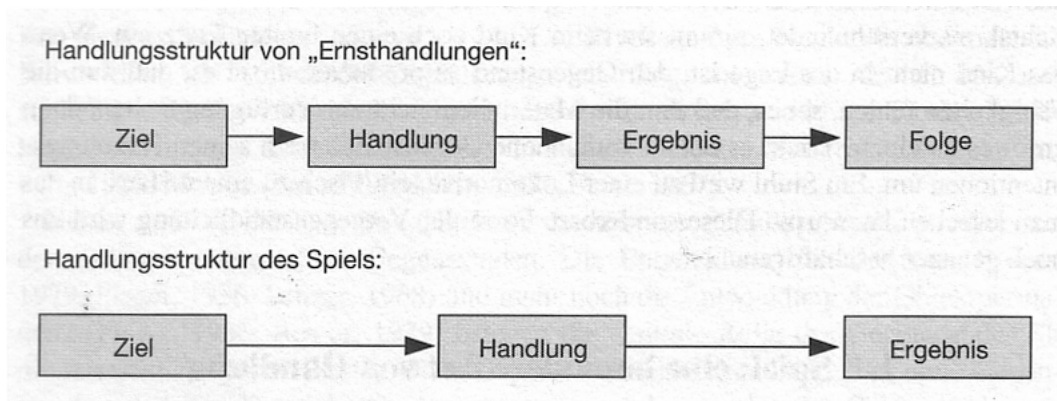 Handlungsstruktur von „Ernsthandlungen“:
Ziel Handlung Ergebnis Folge
Handlungsstruktur des Spiels:
Ziel Handlung Ergebnis